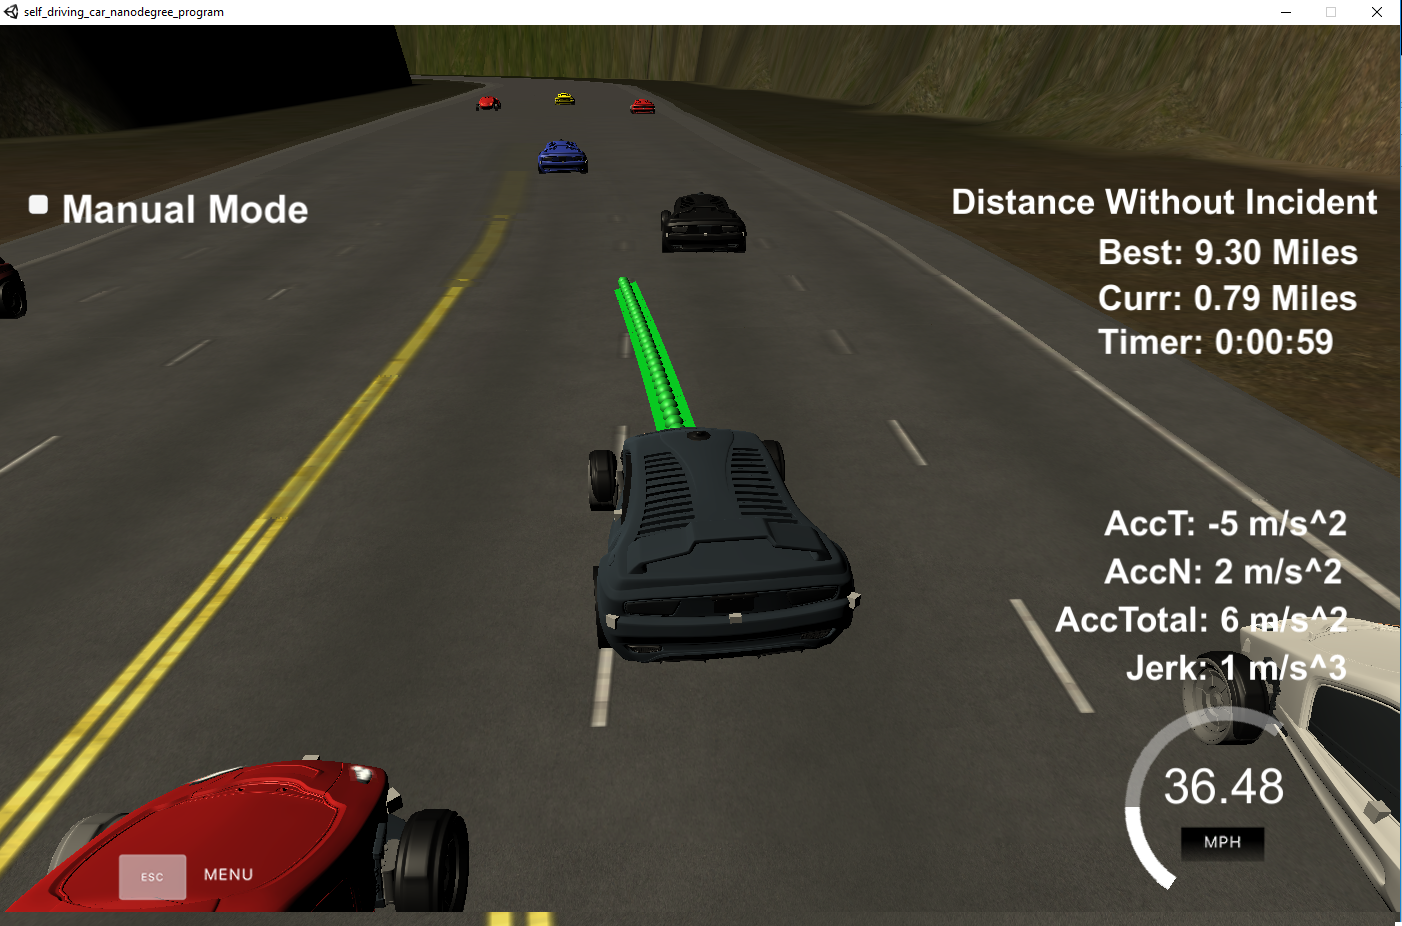 self_driving_car_nanodegree_program
Manual Mode
Distance Without Incident
Best: 9.30 Miles
Curr: 0.79 Miles
Timer: 0:00:59
AccT: -5 m/s^2
AccN: 2 m/s^2
AccTotal: 6 m/s^2
Jerk: 1 m/s^3
36.48
MPH
ESC MENU